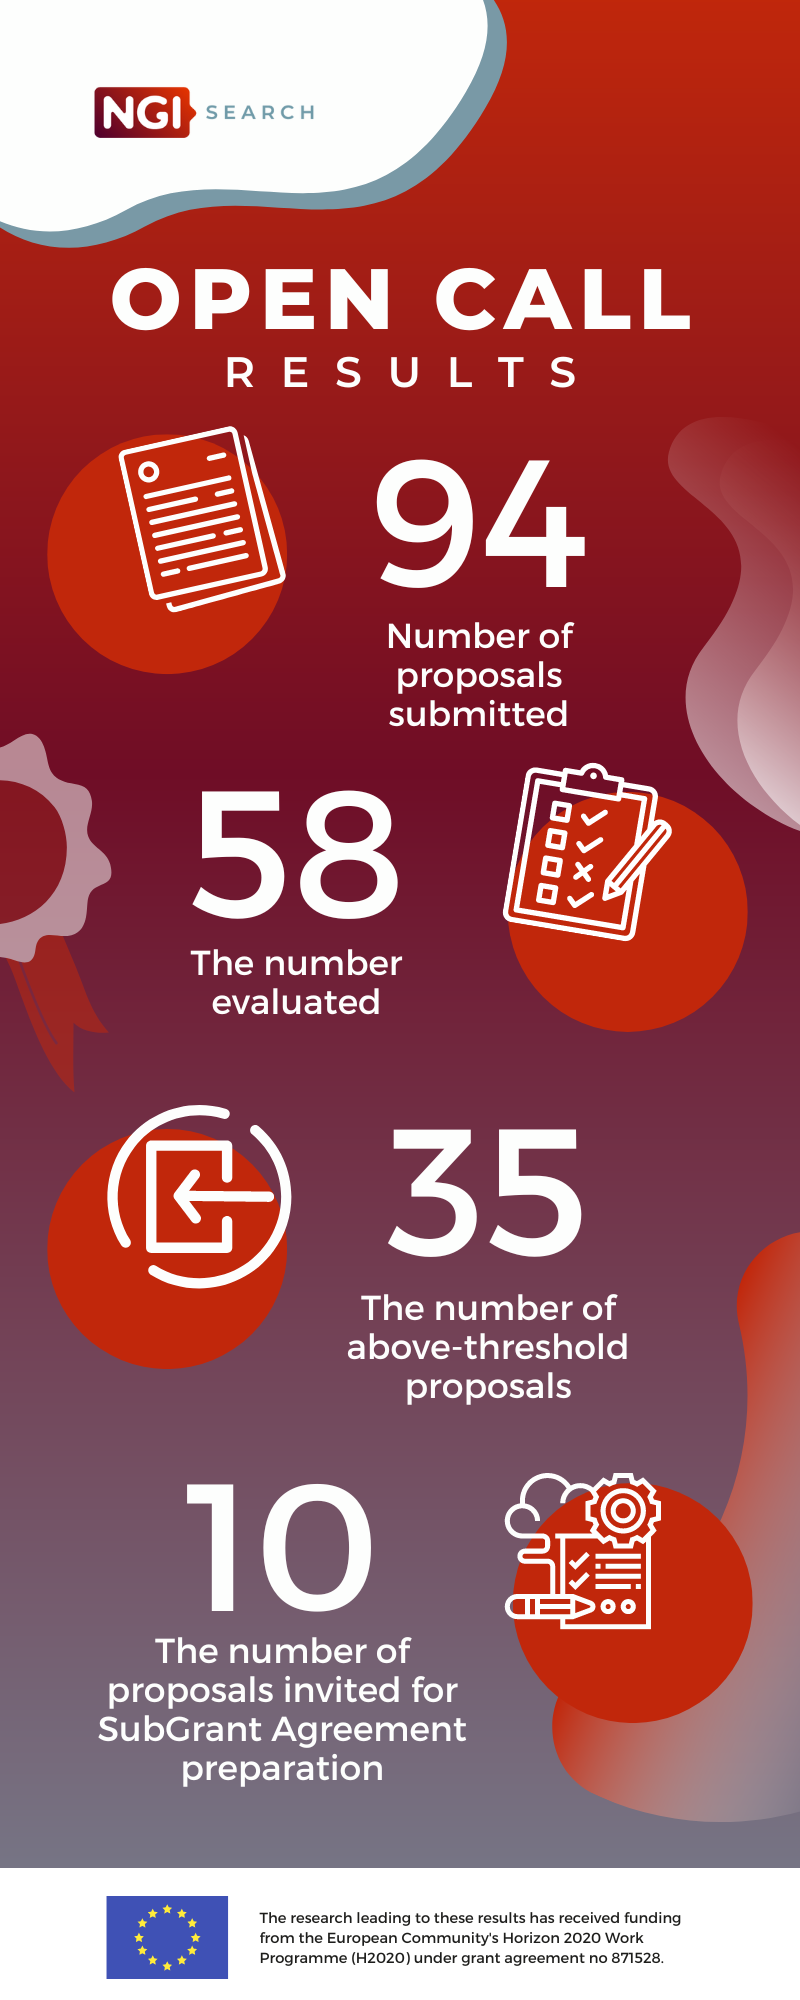 NGI SEARCH
OPEN CALL
RESULTS
94
Number of
proposals
submitted
58
The number
evaluated
35
The number of
above-threshold
proposals
10
The number of
proposals invited for
SubGrant Agreement
preparation
The research leading to these results has received funding
from the European Community's Horizon 2020 Work
Programme (H2020) under grant agreement no 871528.